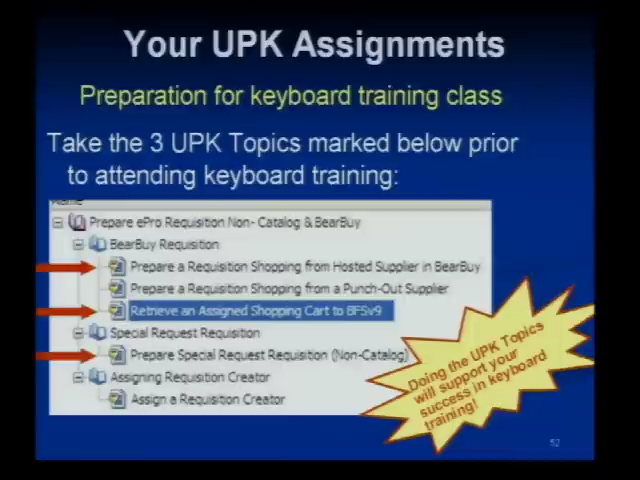 Your UPK Assignments
Preparation for keyboard training class
Take the 3 UPK Topics marked below prior
to attending keyboard training:
Name
Prepare ePro Requisition Non- Catalog & BearBuy
BearBuy Requisition
Prepare a Requisition Shopping from Hosted Supplier in BearBuy
Prepare a Requisition Shopping from a Punch-Out Supplier
Retrieve an Assigned Shopping Cart to BFSv9
Special Request Requisition
Prepare Special Request Requisition (Non-Catalog)
Assigning Requisition Creator
Assign a Requisition Creator
Doing the UPK Topics
will support your
success in keyboard
training!
52